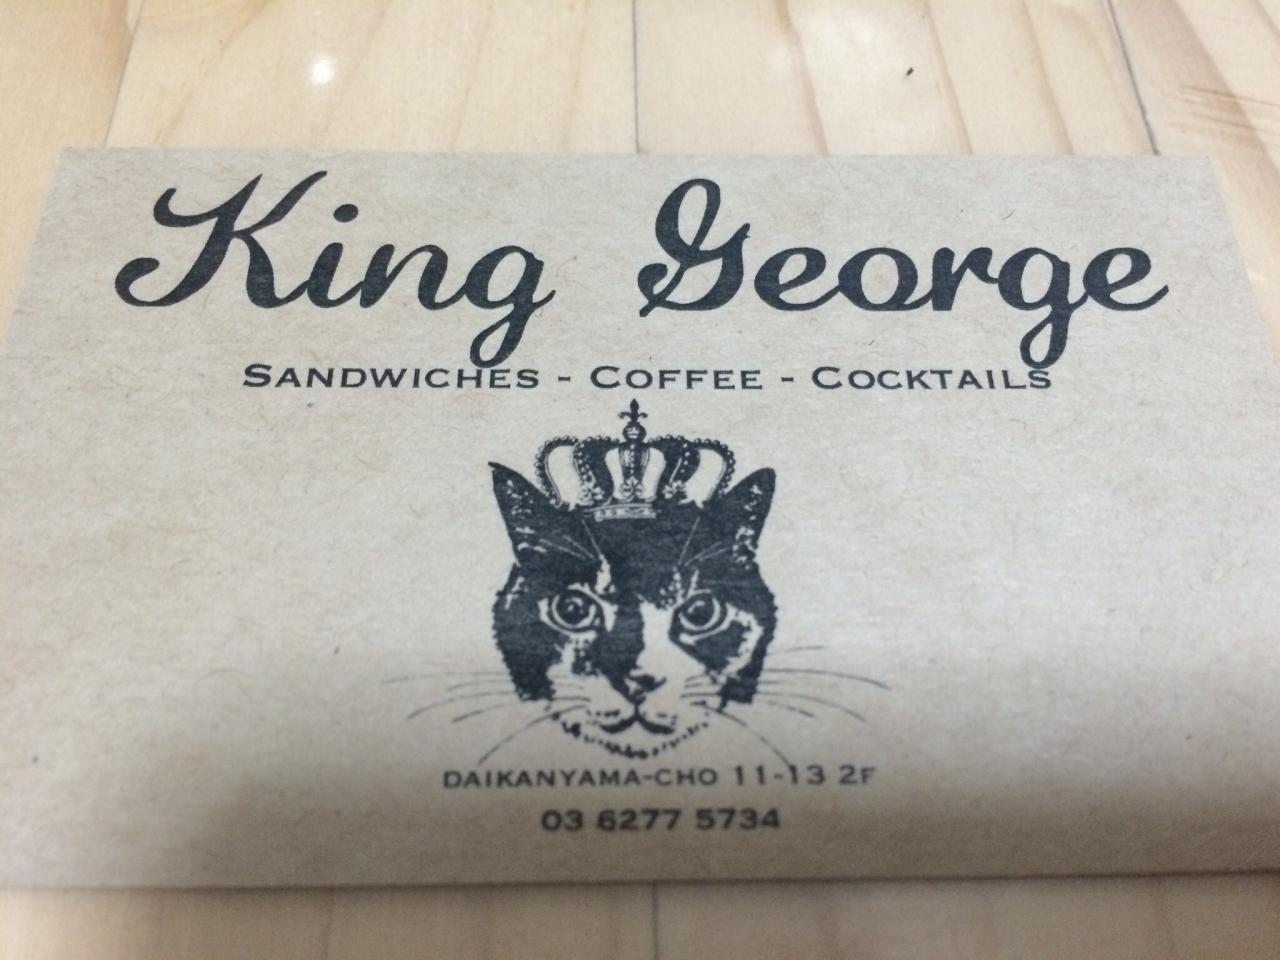 King George
SANDWICHES - COFFEE - COCKTAILS
DAIKANYAMA-CHO 11-13 2F
03 6277 5734